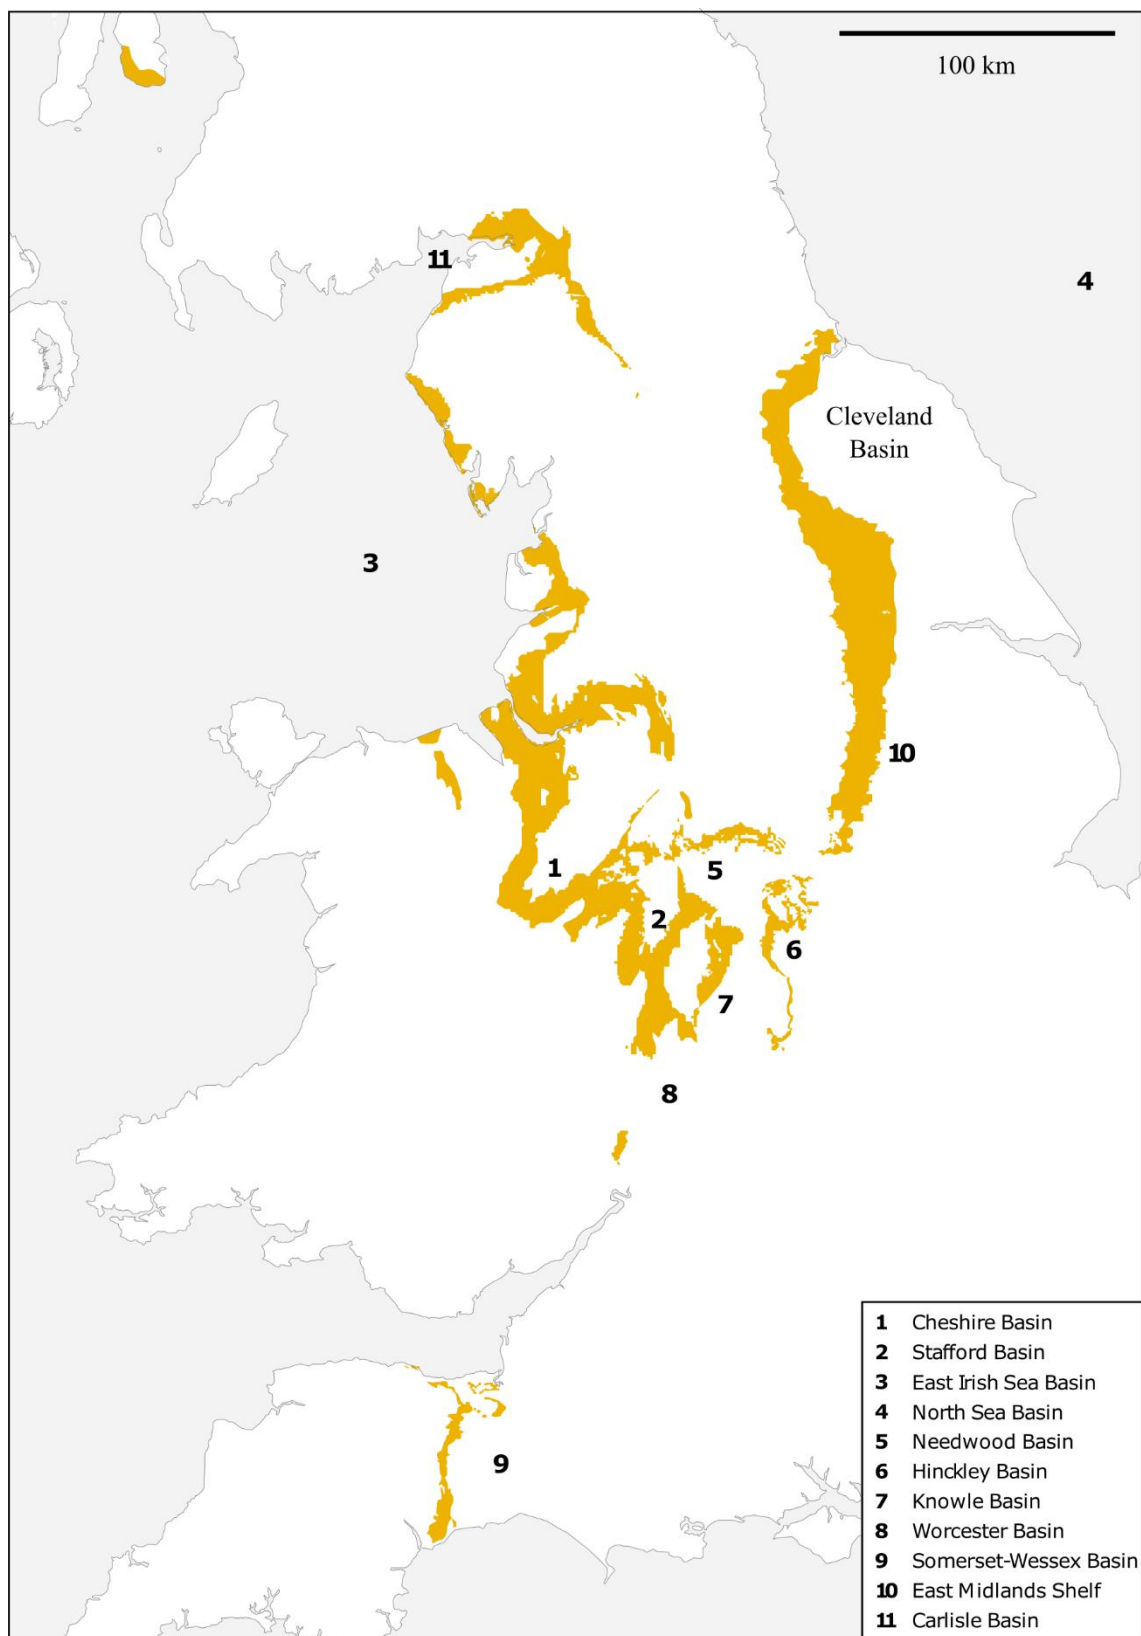 100 km
11
4
Cleveland
Basin
3
10
1
5
2
6
7
8
9
1 Cheshire Basin
2 Stafford Basin
3 East Irish Sea Basin
4 North Sea Basin
5 Needwood Basin
6 Hinckley Basin
7 Knowle Basin
8 Worcester Basin
9 Somerset-Wessex Basin
10 East Midlands Shelf
11 Carlisle Basin